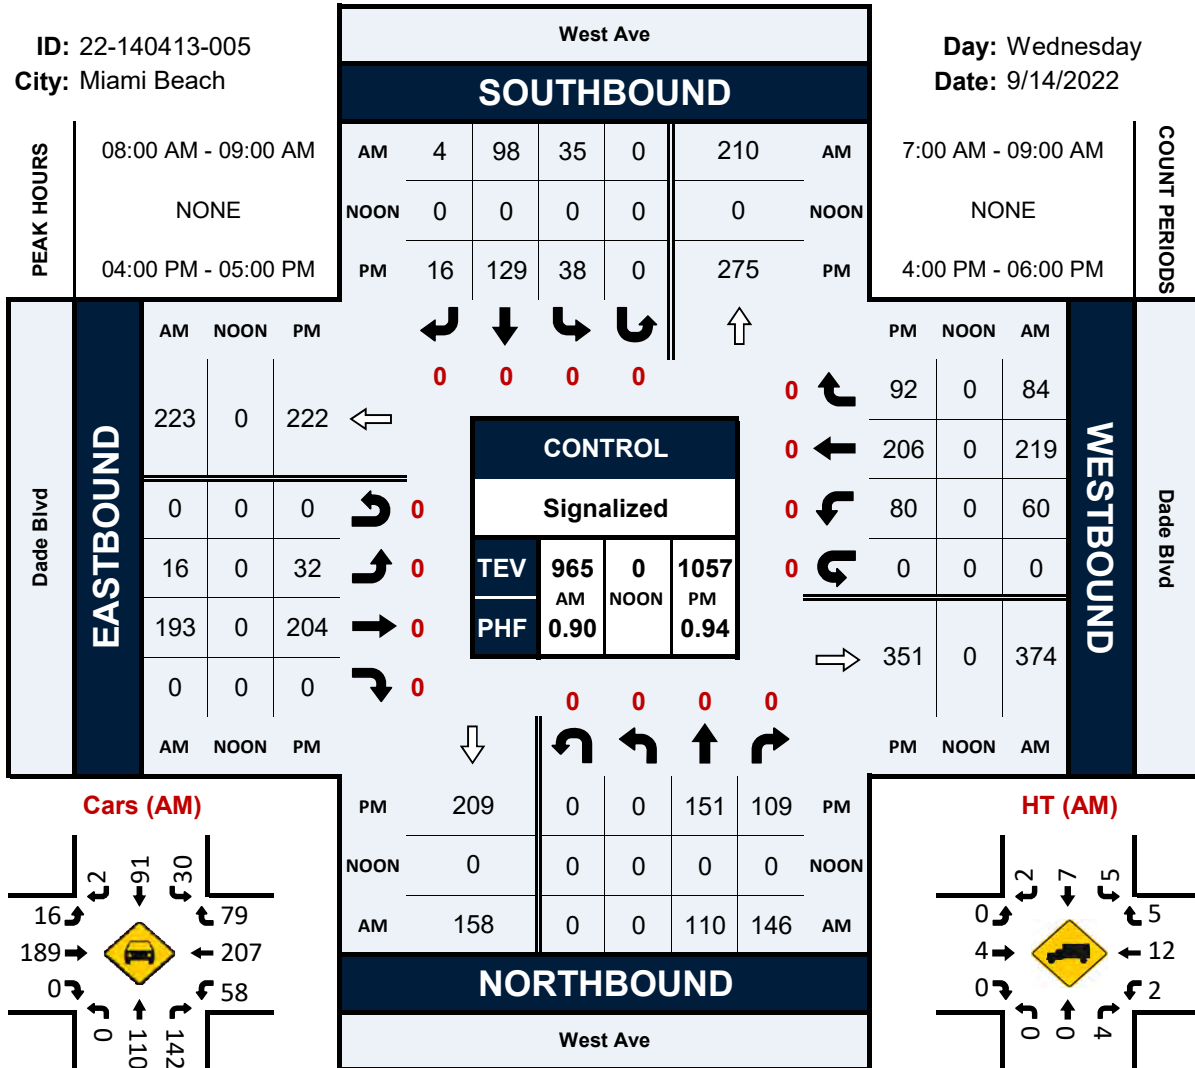 West Ave
ID: 22-140413-005
City: Miami Beach
Day: Wednesday
Date: 9/14/2022
SOUTHBOUND
PEAK HOURS
08:00 AM - 09:00 AM
NONE
04:00 PM - 05:00 PM
AM 4 98 35 0 210 AM
NOON 0 0 0 0 0 NOON
PM 16 129 38 0 275 PM
7:00 AM - 09:00 AM
NONE
4:00 PM - 06:00 PM
COUNT PERIODS
0 0 0 0
Dade Blvd
EASTBOUND
AM NOON PM
223 0 222
0 0 0 0
16 0 32 0
193 0 204 0
0 0 0 0
AM NOON PM
CONTROL
Signalized
TEV 965 0 1057
AM NOON PM
PHF 0.90 0.94
PM NOON AM
0 92 0 84
0 206 0 219
0 80 0 60
0 0 0 0
351 0 374
PM NOON AM
WESTBOUND
Dade Blvd
0 0 0 0
PM 209 0 0 151 109 PM
NOON 0 0 0 0 0 NOON
AM 158 0 0 110 146 AM
NORTHBOUND
West Ave
Cars (AM)
2 91 30
16 79
189 207
0 58
0 110 142
HT (AM)
2 7 5
0 5
4 12
0 2
0 0 4